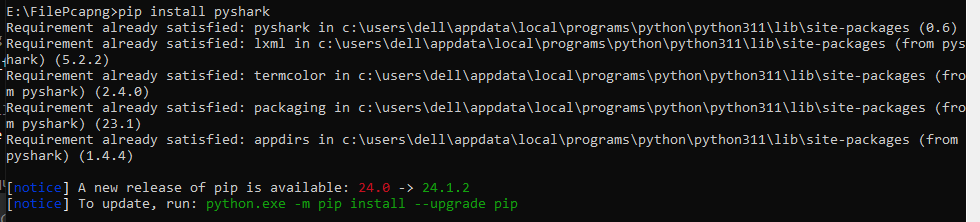 E:\FilePcapng>pip install pyshark
Requirement already satisfied: pyshark in c:\users\dell\appdata\local\programs\python\python311\lib\site-packages (0.6)
Requirement already satisfied: lxml in c:\users\dell\appdata\local\programs\python\python311\lib\site-packages (from pys
hark) (5.2.2)
Requirement already satisfied: termcolor in c:\users\dell\appdata\local\programs\python\python311\lib\site-packages (fro
m pyshark) (2.4.0)
Requirement already satisfied: packaging in c:\users\dell\appdata\local\programs\python\python311\lib\site-packages (fro
m pyshark) (23.1)
Requirement already satisfied: appdirs in c:\users\dell\appdata\local\programs\python\python311\lib\site-packages (from
pyshark) (1.4.4)
[notice] A new release of pip is available: 24.0 -> 24.1.2
[notice] To update, run: python.exe -m pip install --upgrade pip